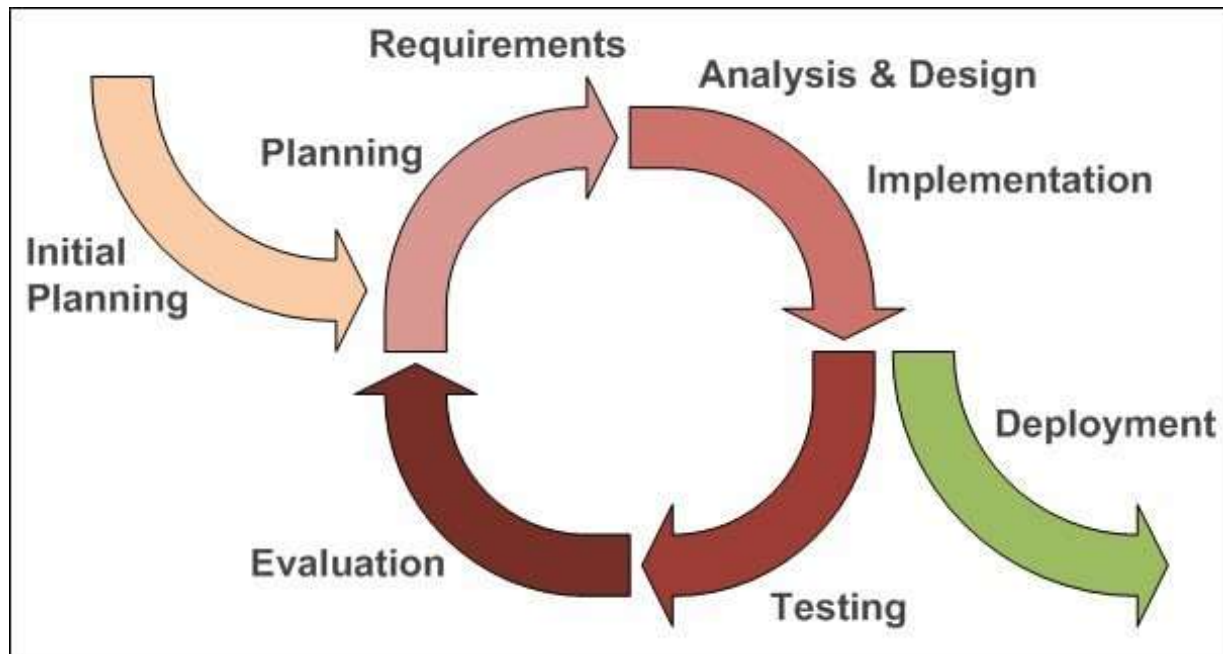 Requirements
Analysis & Design
Planning
Implementation
Initial
Planning
Deployment
Evaluation
Testing